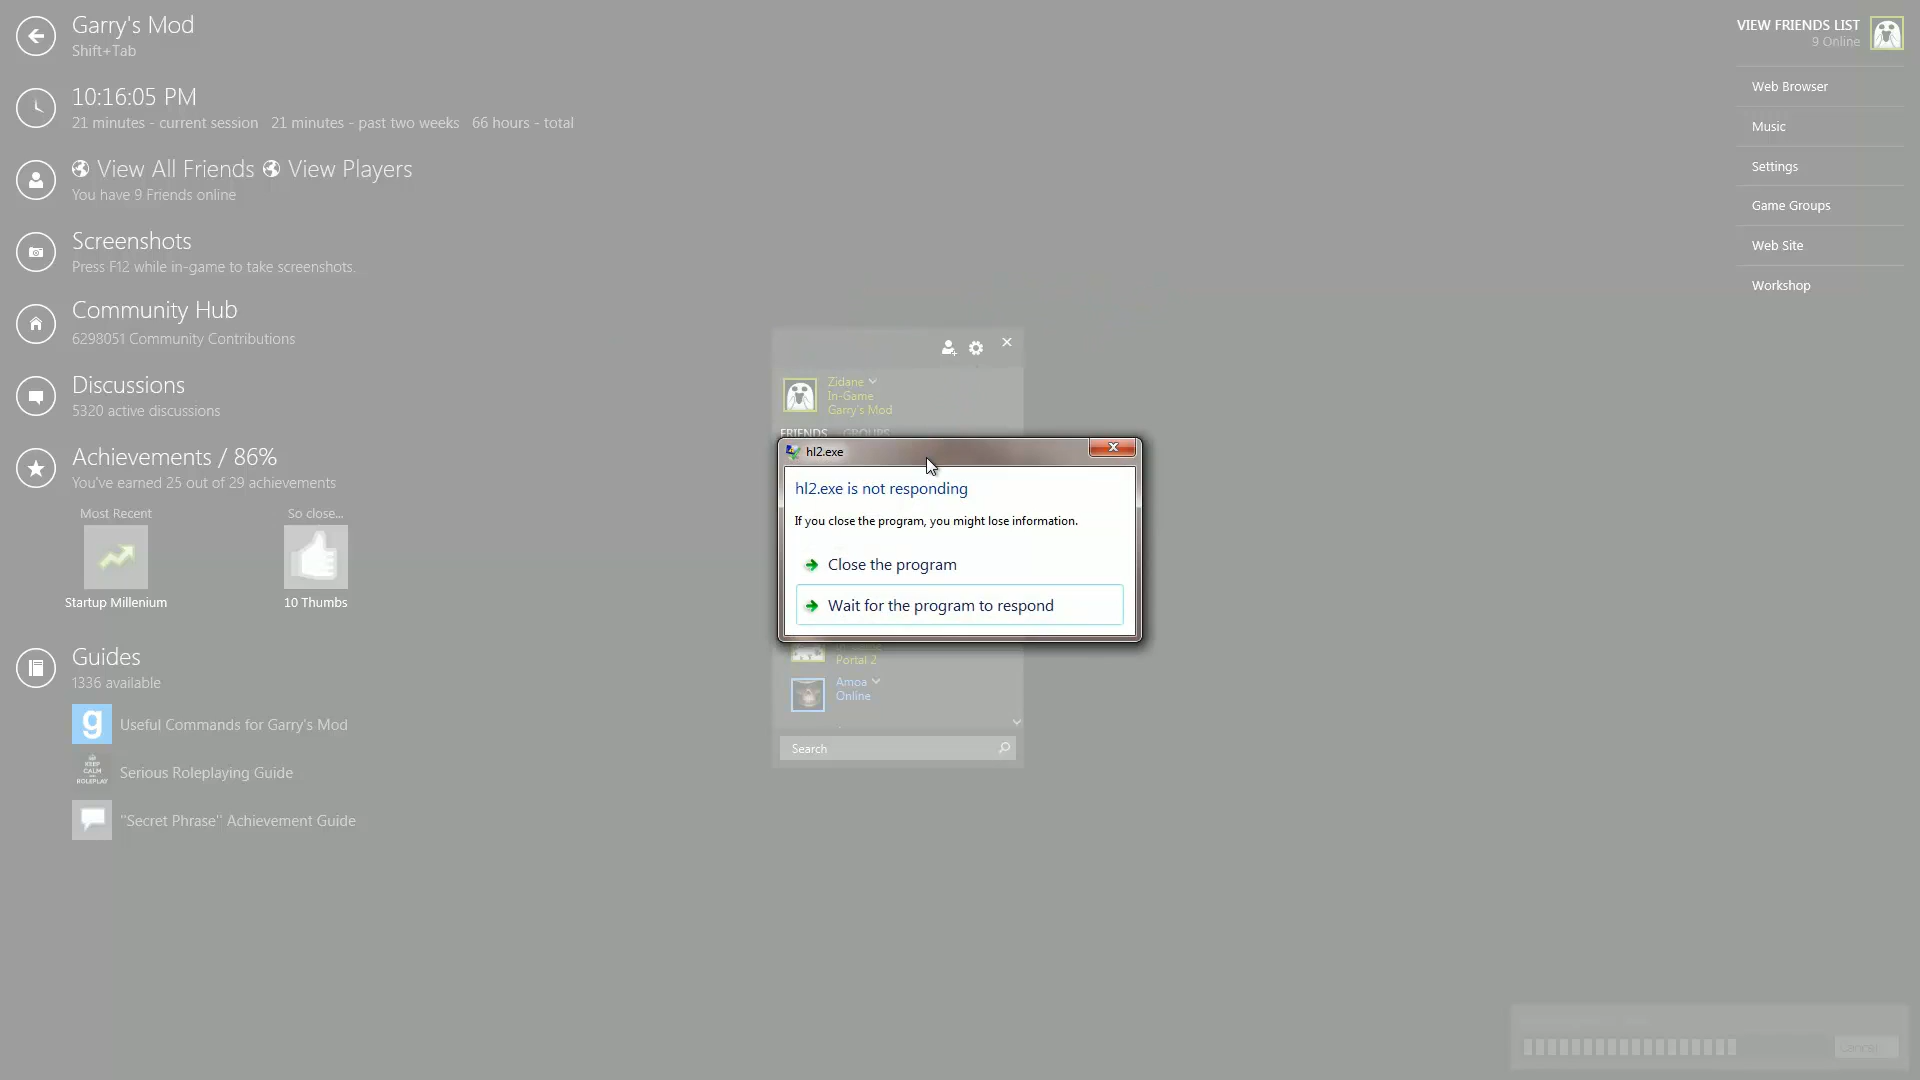 Garry's Mod
Shift+Tab
10:16:05 PM
21 minutes - current session 21 minutes - past two weeks 66 hours - total
View All Friends View Players
You have 9 Friends online
Screenshots
Press F12 while in-game to take screenshots.
Community Hub
6298051 Community Contributions
Discussions
5320 active discussions
Achievements / 86%
You've earned 25 out of 29 achievements
Most Recent
So close...
Startup Millenium
10 Thumbs
Guides
1336 available
g
Useful Commands for Garry's Mod
KEEP
CALM
ROLEPLAY
Serious Roleplaying Guide
"Secret Phrase" Achievement Guide
Zidane
In-Game
Garry's Mod
FRIENDS GROUPS
hl2.exe
hl2.exe is not responding
If you close the program, you might lose information.
Close the program
Wait for the program to respond
Portal 2
Amoa
Online
Search
VIEW FRIENDS LIST
9 Online
Web Browser
Music
Settings
Game Groups
Web Site
Workshop
Cancel